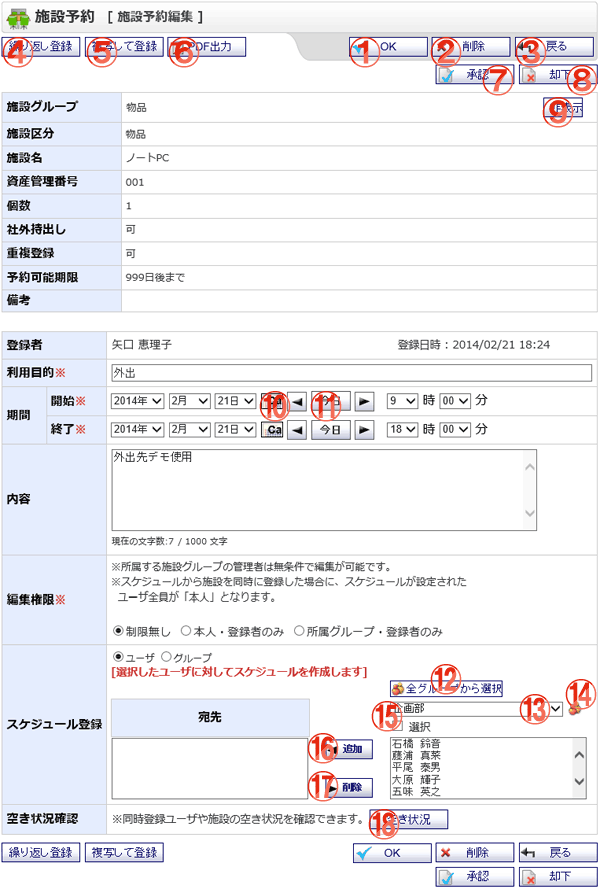 施設予約 [ 施設予約編集 ]
④繰り返し登録 ⑤複写して登録 ⑥PDF出力 ①OK ②削除 ③戻る
⑦承認 ⑧却下
施設グループ 物品 ⑨
施設区分 物品
施設名 ノートPC
資産管理番号 001
個数 1
社外持出し 可
重複登録 可
予約可能期限 999日後まで
備考
登録者 矢口 恵理子 登録日時：2014/02/21 18:24
利用目的※ 外出
期間 開始※ 2014年 2月 21日 ⑩Ca ◀ ⑪今日 ▶ 9 時 00 分
終了※ 2014年 2月 21日 Ca ◀ 今日 ▶ 18 時 00 分
内容 外出先デモ使用
現在の文字数:7 / 1000 文字
編集権限※ ※所属する施設グループの管理者は無条件で編集が可能です。
※スケジュールから施設を同時に登録した場合に、スケジュールが設定された
ユーザ全員が「本人」となります。
制限無し 本人・登録者のみ 所属グループ・登録者のみ
スケジュール登録 ユーザ グループ
[選択したユーザに対してスケジュールを作成します]
⑫全グループから選択
宛先 企画部 ⑬ ⑭
⑮ 選択
⑯追加 石橋 鈴音
藤浦 真菜
平尾 泰男
⑰削除 大原 輝子
五味 英之
空き状況確認 ※同時登録ユーザや施設の空き状況を確認できます。 ⑱空き状況
繰り返し登録 複写して登録 OK 削除 戻る
承認 却下